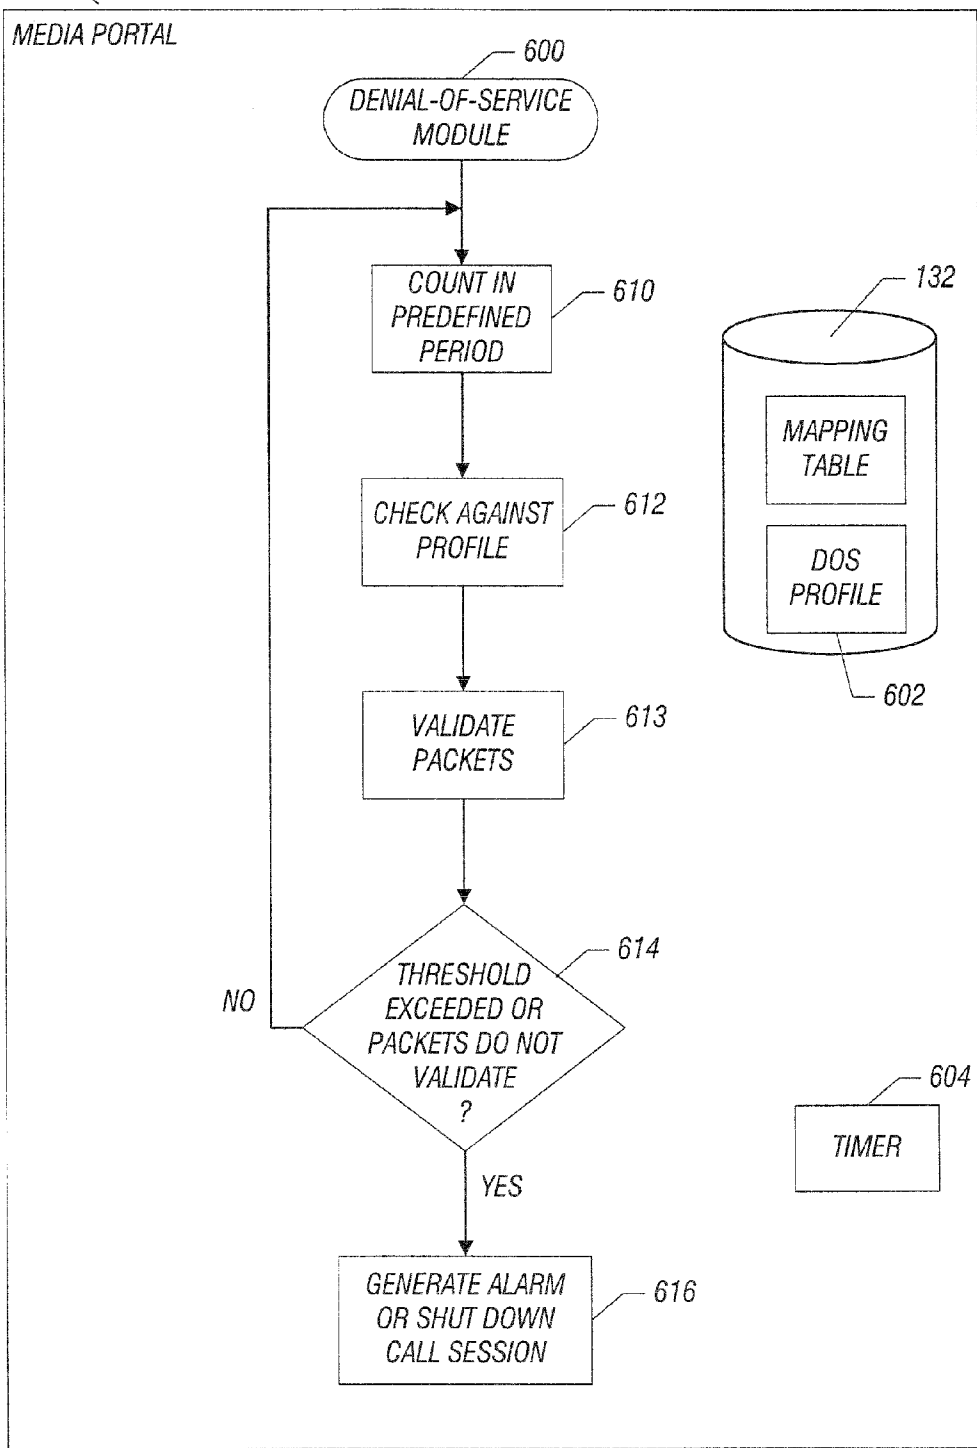 MEDIA PORTAL
600
DENIAL-OF-SERVICE
MODULE
COUNT IN
PREDEFINED
PERIOD
610
132
MAPPING
TABLE
DOS
PROFILE
602
CHECK AGAINST
PROFILE
612
VALIDATE
PACKETS
613
THRESHOLD
EXCEEDED OR
PACKETS DO NOT
VALIDATE
?
614
NO
YES
604
TIMER
GENERATE ALARM
OR SHUT DOWN
CALL SESSION
616